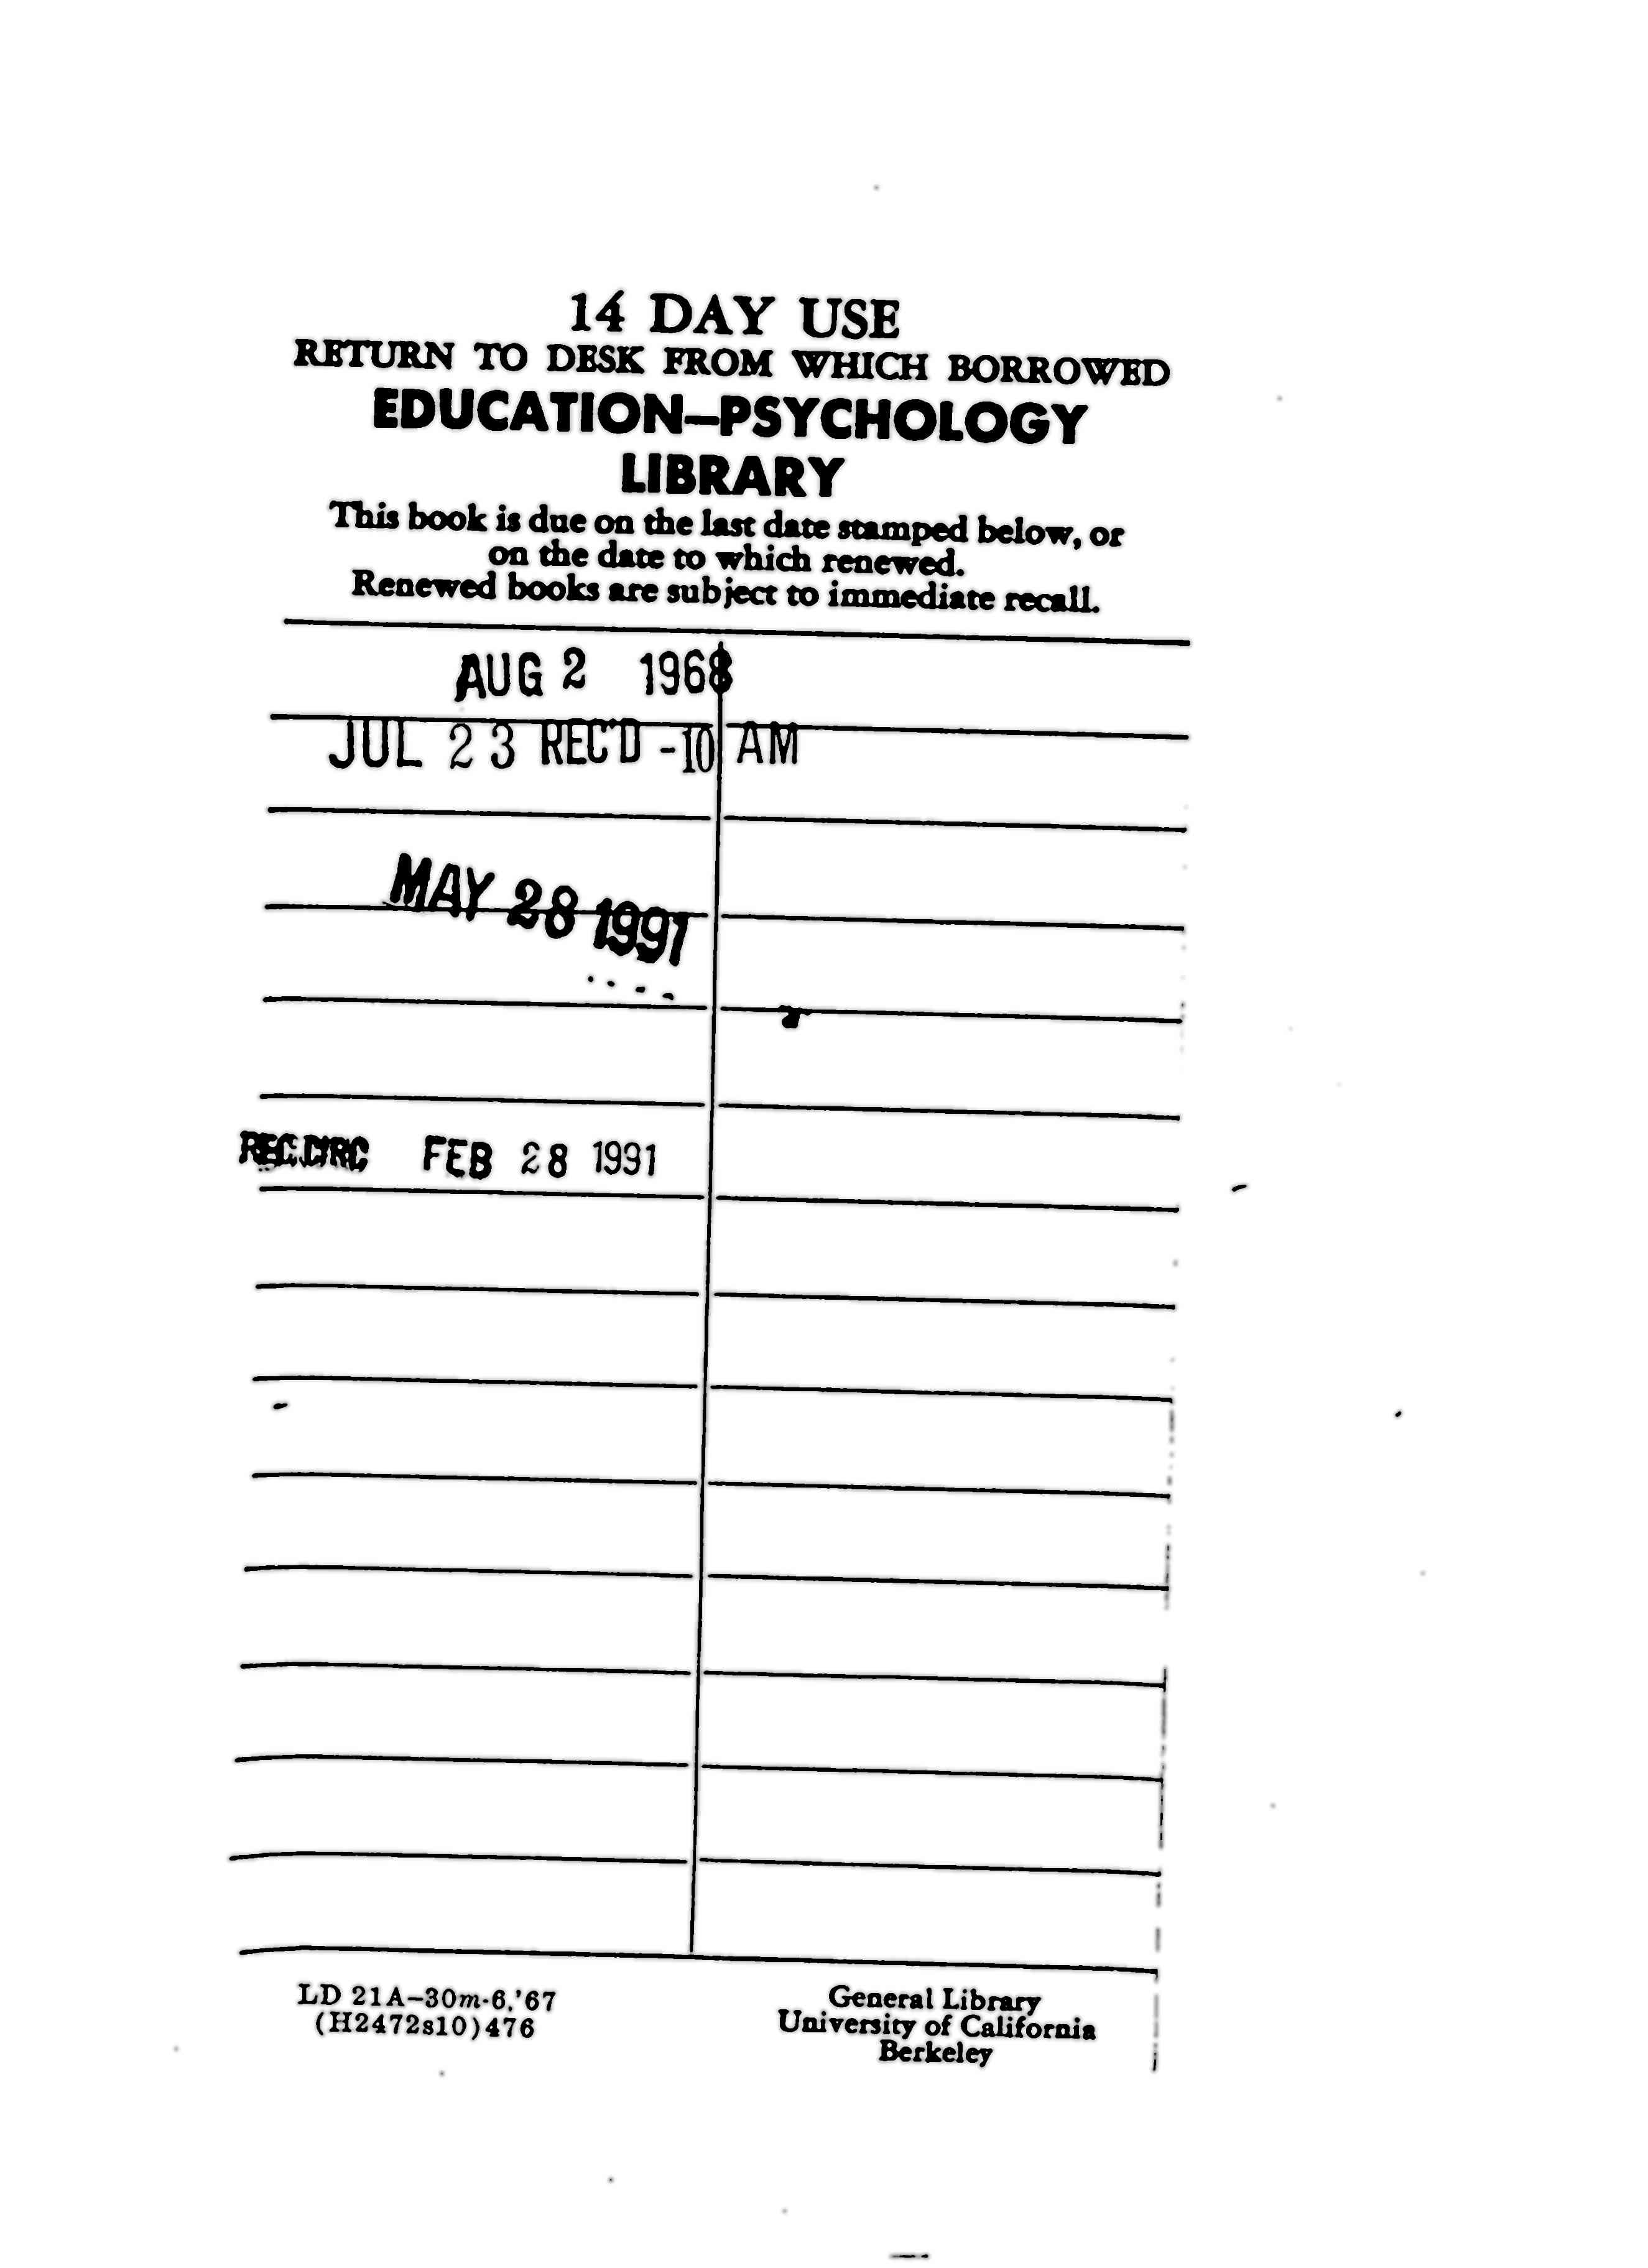 14 DAY USE
RETURN TO DESK FROM WHICH BORROWED
EDUCATION–PSYCHOLOGY
LIBRARY
This book is due on the last date stamped below, or
on the date to which renewed.
Renewed books are subject to immediate recall.
AUG 2 1968
JUL 23 REC'D -10 AM
MAY 28 1991
REC. CIRC FEB 28 1991
LD 21A–30m-6,'67
(H2472s10)476
General Library
University of California
Berkeley